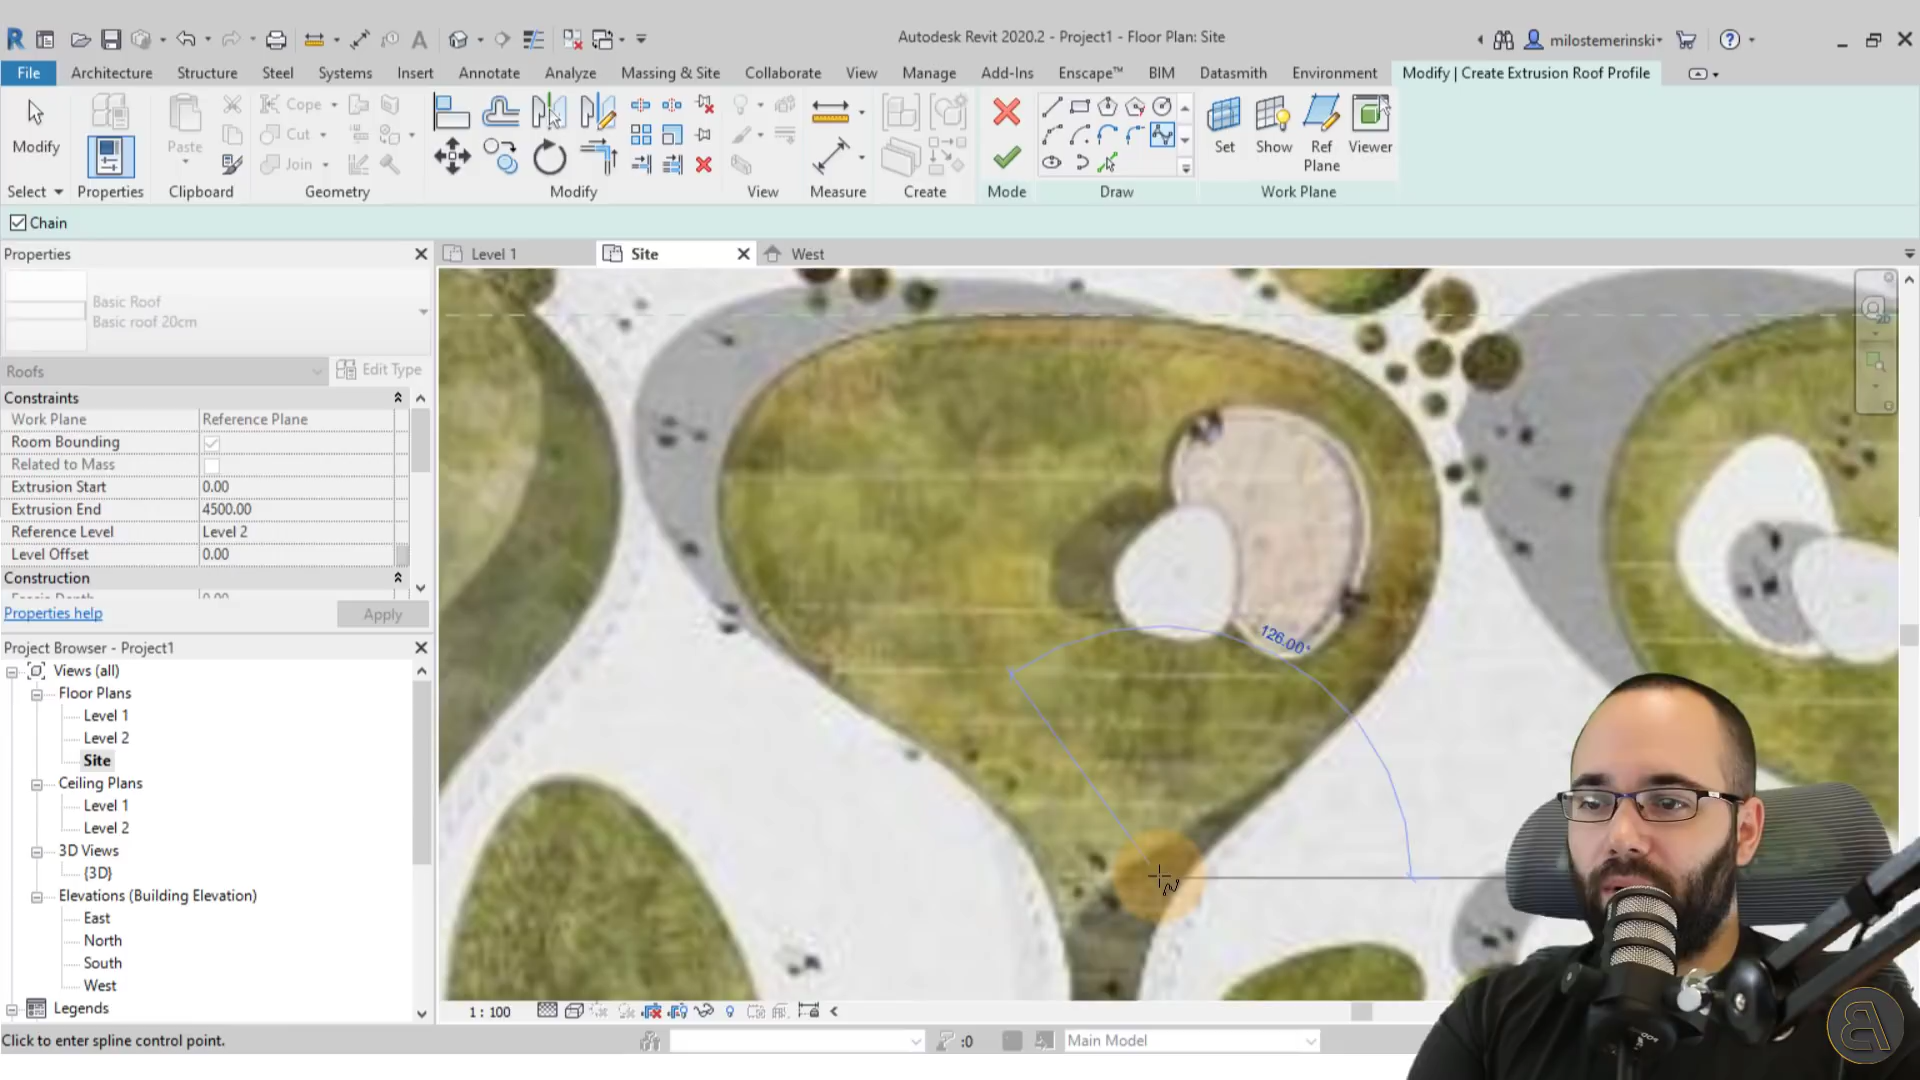 Autodesk Revit 2020.2 - Project1 - Floor Plan: Site
milostemerinski
File Architecture Structure Steel Systems Insert Annotate Analyze Massing & Site Collaborate View Manage Add-Ins Enscape™ BIM Datasmith Environment Modify | Create Extrusion Roof Profile
Modify
Paste
Cope
Cut
Join
Set
Show
Ref
Plane
Viewer
Select Properties Clipboard Geometry Modify View Measure Create Mode Draw Work Plane
Chain
Properties
Level 1
Site
West
Basic Roof
Basic roof 20cm
Roofs
Edit Type
Constraints
Work Plane Reference Plane
Room Bounding
Related to Mass
Extrusion Start 0.00
Extrusion End 4500.00
Reference Level Level 2
Level Offset 0.00
Construction
Properties help
Apply
126.00°
2D
Project Browser - Project1
Views (all)
Floor Plans
Level 1
Level 2
Site
Ceiling Plans
Level 1
Level 2
3D Views
{3D}
Elevations (Building Elevation)
East
North
South
West
Legends
1 : 100
Click to enter spline control point.
:0
Main Model